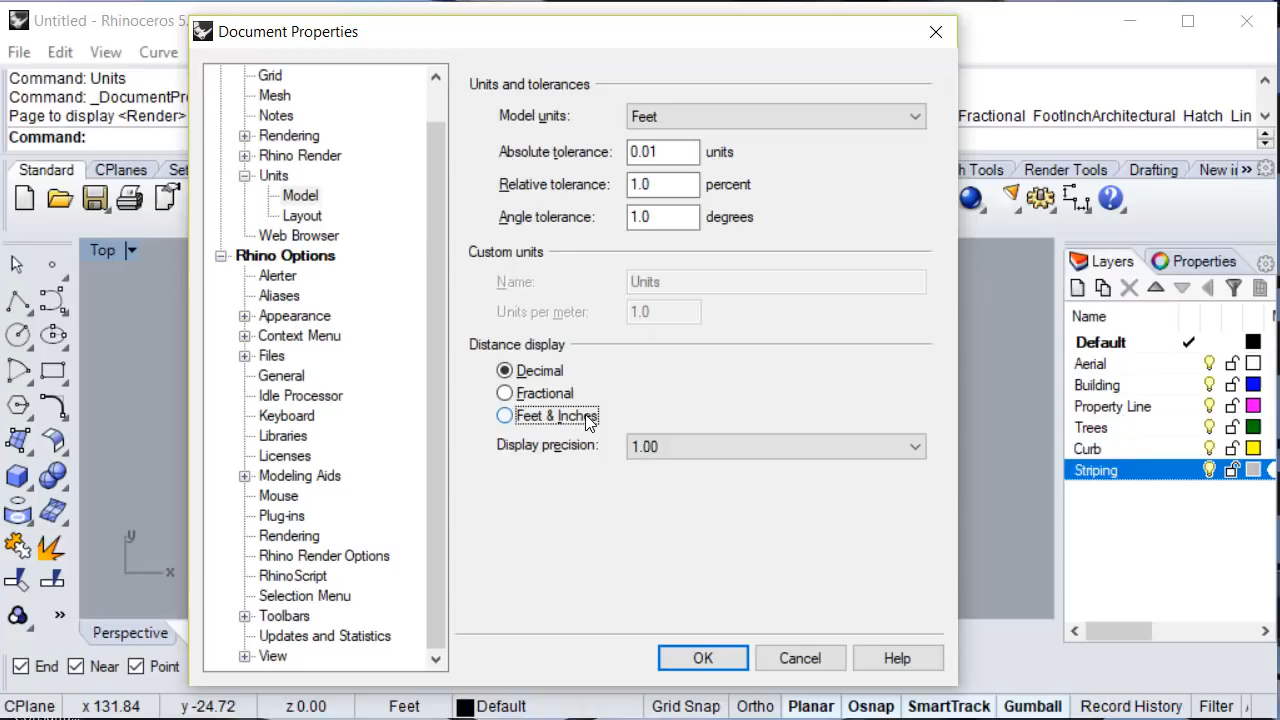 Untitled - Rhinoceros 5.
Document Properties
File Edit View Curve
Command: Units
Command: _DocumentPr
Page to display <Render>
Fractional FootInchArchitectural Hatch Lin
Command:
Standard CPlanes Set
h Tools Render Tools Drafting New i
Top
Grid
Mesh
Notes
Rendering
Rhino Render
Units
Model
Layout
Web Browser
Rhino Options
Alerter
Aliases
Appearance
Context Menu
Files
General
Idle Processor
Keyboard
Libraries
Licenses
Modeling Aids
Mouse
Plug-ins
Rendering
Rhino Render Options
RhinoScript
Selection Menu
Toolbars
Updates and Statistics
View
Units and tolerances
Model units: Feet
Absolute tolerance: 0.01 units
Relative tolerance: 1.0 percent
Angle tolerance: 1.0 degrees
Custom units
Name: Units
Units per meter: 1.0
Distance display
Decimal
Fractional
Feet & Inches
Display precision: 1.00
OK Cancel Help
Layers Properties
Name M
Default
Aerial
Building
Property Line
Trees
Curb
Striping
y
x
Perspective
End Near Point
CPlane x 131.84 y -24.72 z 0.00 Feet Default Grid Snap Ortho Planar Osnap SmartTrack Gumball Record History Filter